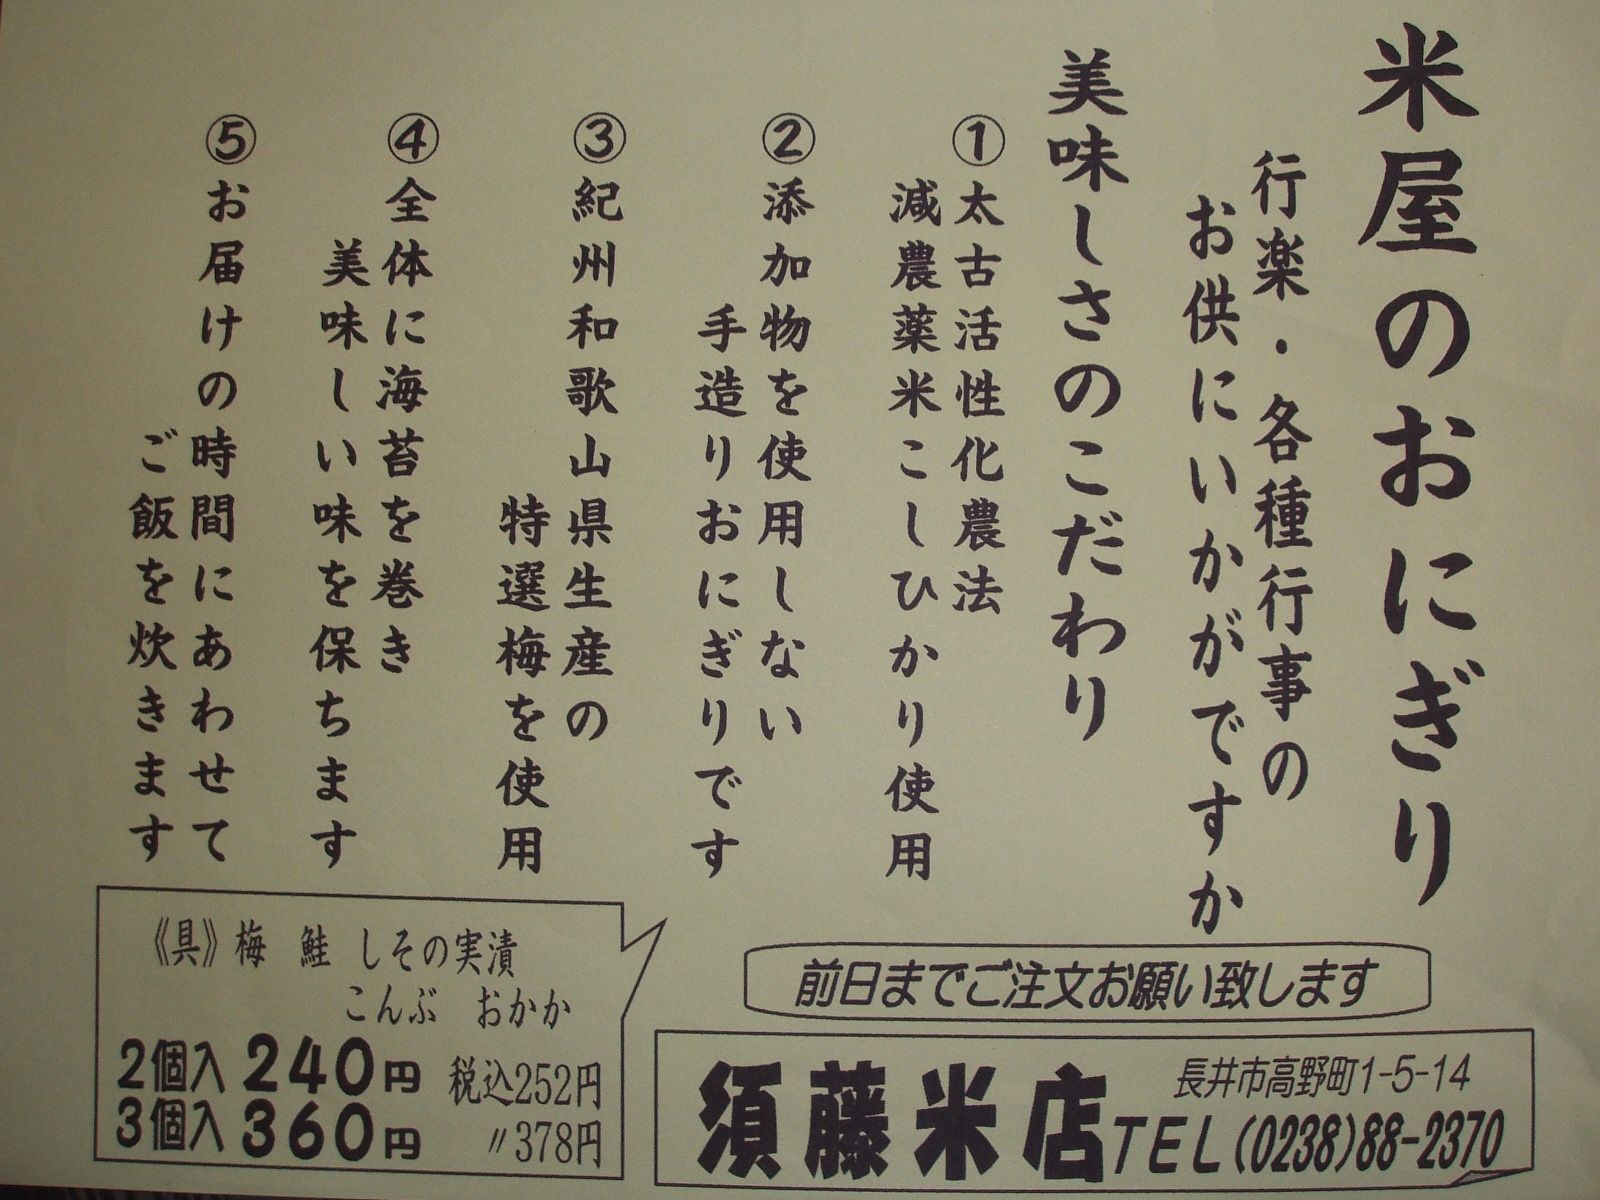 米屋のおにぎり
行楽・各種行事の
お供にいかがですか
美味しさのこだわり
①太古活性化農法
減農薬米こしひかり使用
②添加物を使用しない
手造りおにぎりです
③紀州和歌山県生産の
特選梅を使用
④全体に海苔を巻き
美味しい味を保ちます
⑤お届けの時間にあわせて
ご飯を炊きます
前日までご注文お願い致します
《具》梅 鮭 しその実漬
こんぶ おかか
2個入 240円 税込252円
3個入 360円 〃378円
須藤米店
長井市高野町1-5-14
TEL(0238)88-2370